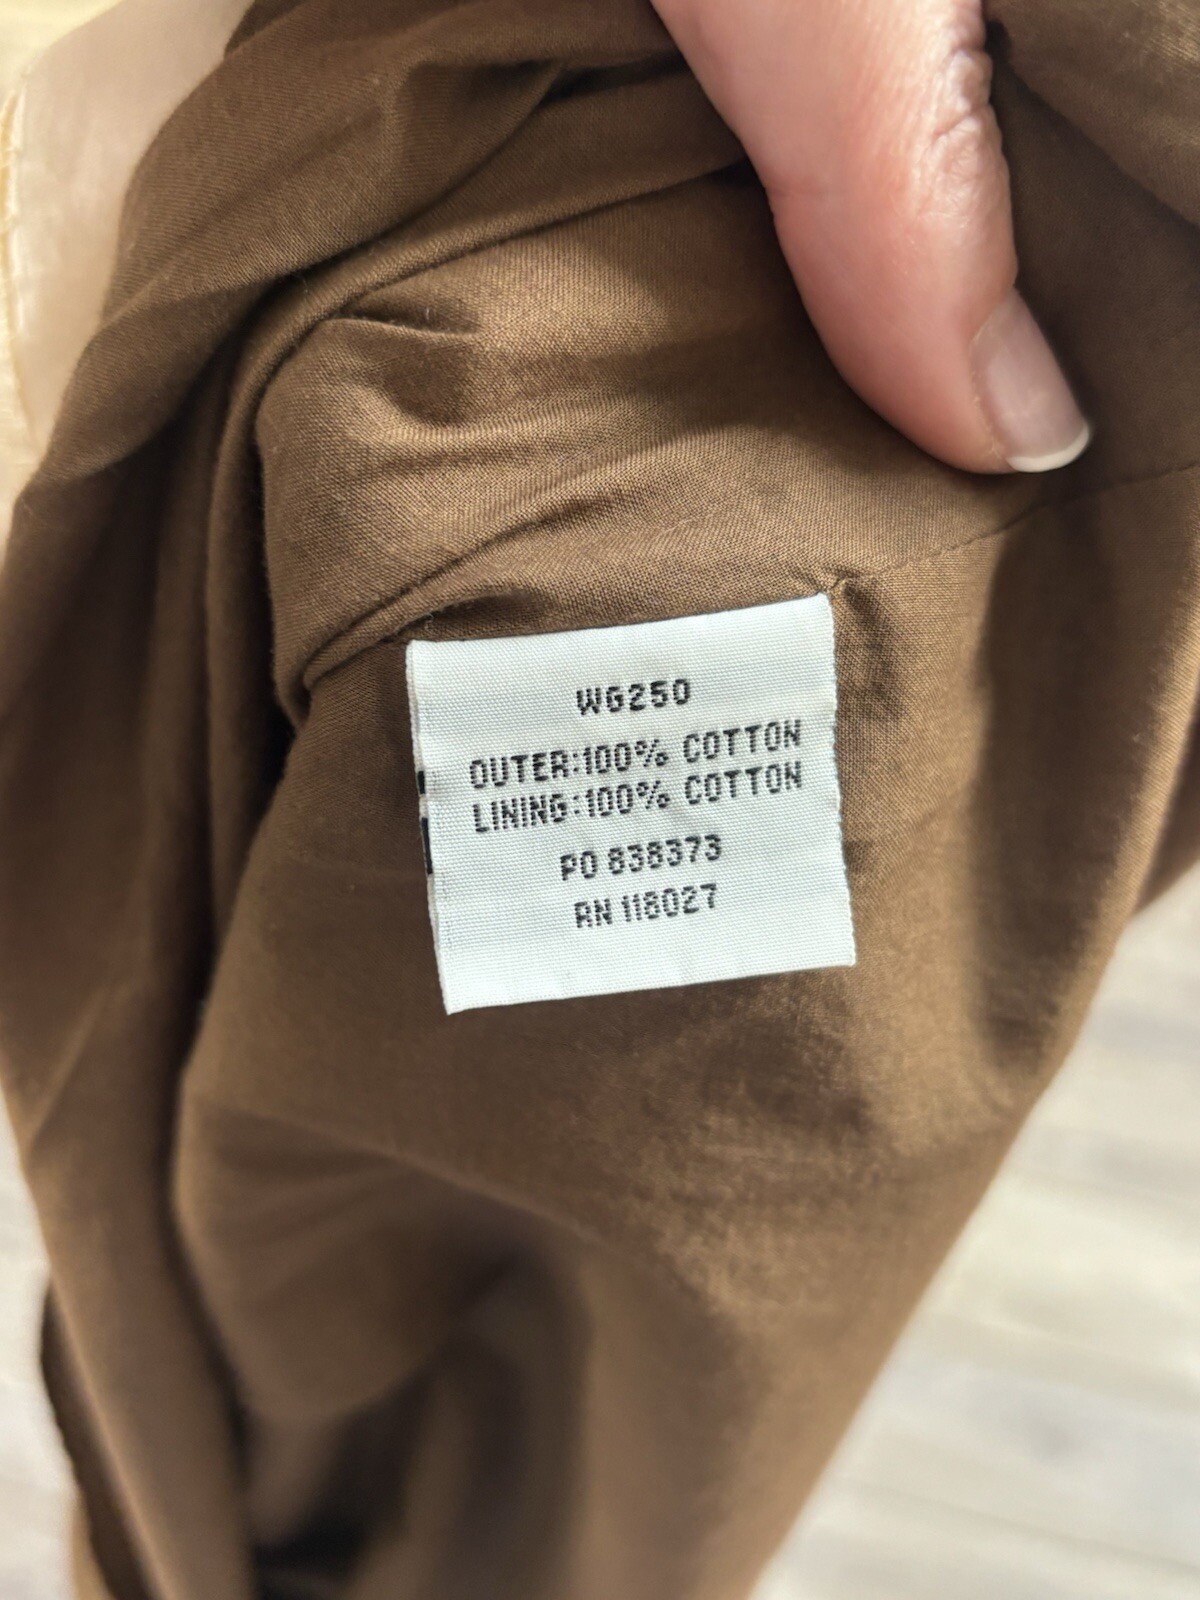 WG250
OUTER:100% COTTON
LINING:100% COTTON
PO 838373
RN 118027